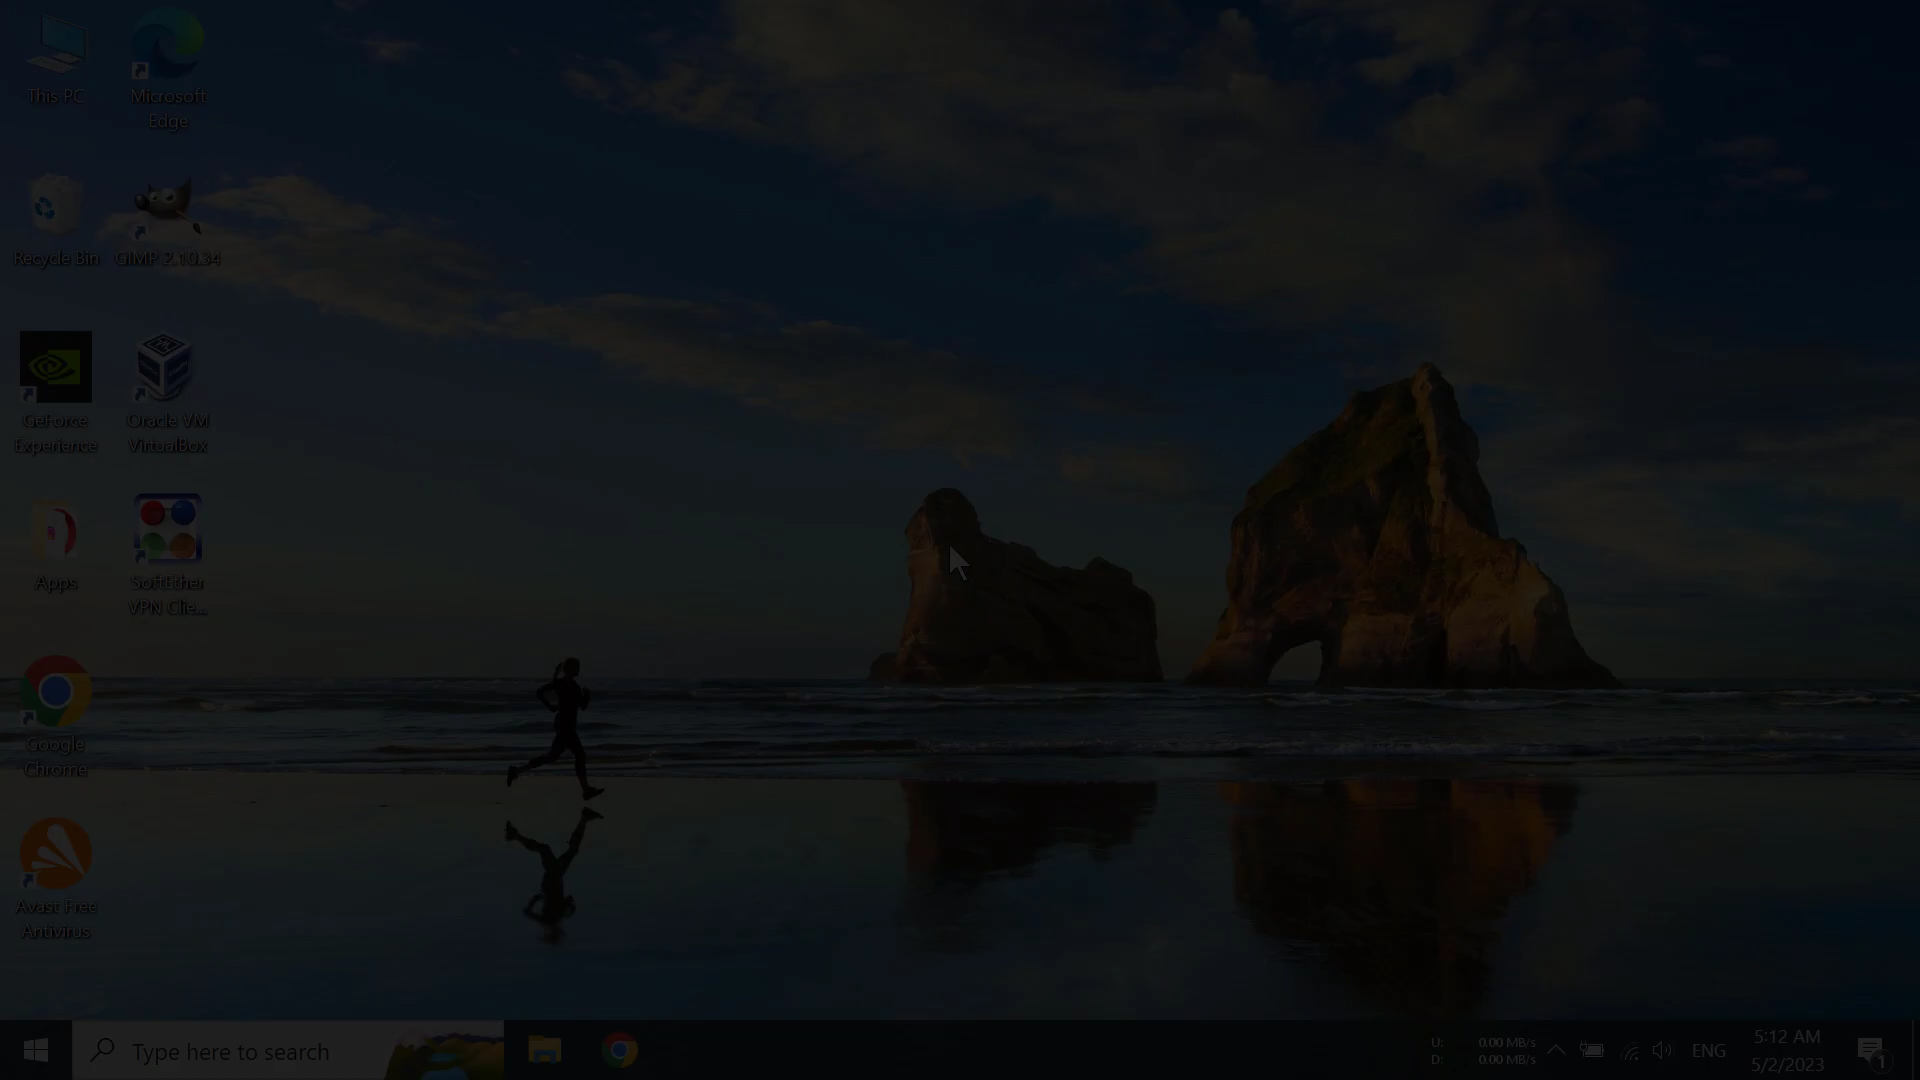 This PC
Microsoft
Edge
Recycle Bin
GIMP 2.10.34
GeForce
Experience
Oracle VM
VirtualBox
Apps
SoftEther
VPN Clie...
Google
Chrome
Avast Free
Antivirus
Type here to search
U: 0.00 MB/s
D: 0.00 MB/s
ENG
5:12 AM
5/2/2023
1